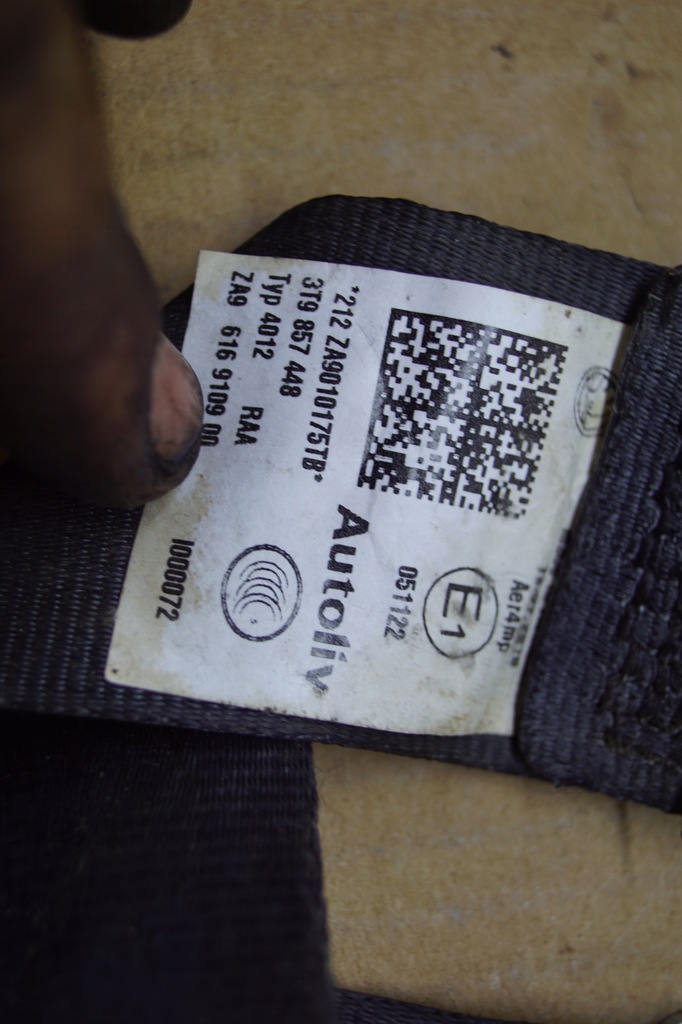 Aer4mp
E1
051122
*212 ZA9010175TB*
3T9 857 448
Typ 4012 RAA
ZA9 616 9109 00
Autoliv
I000072